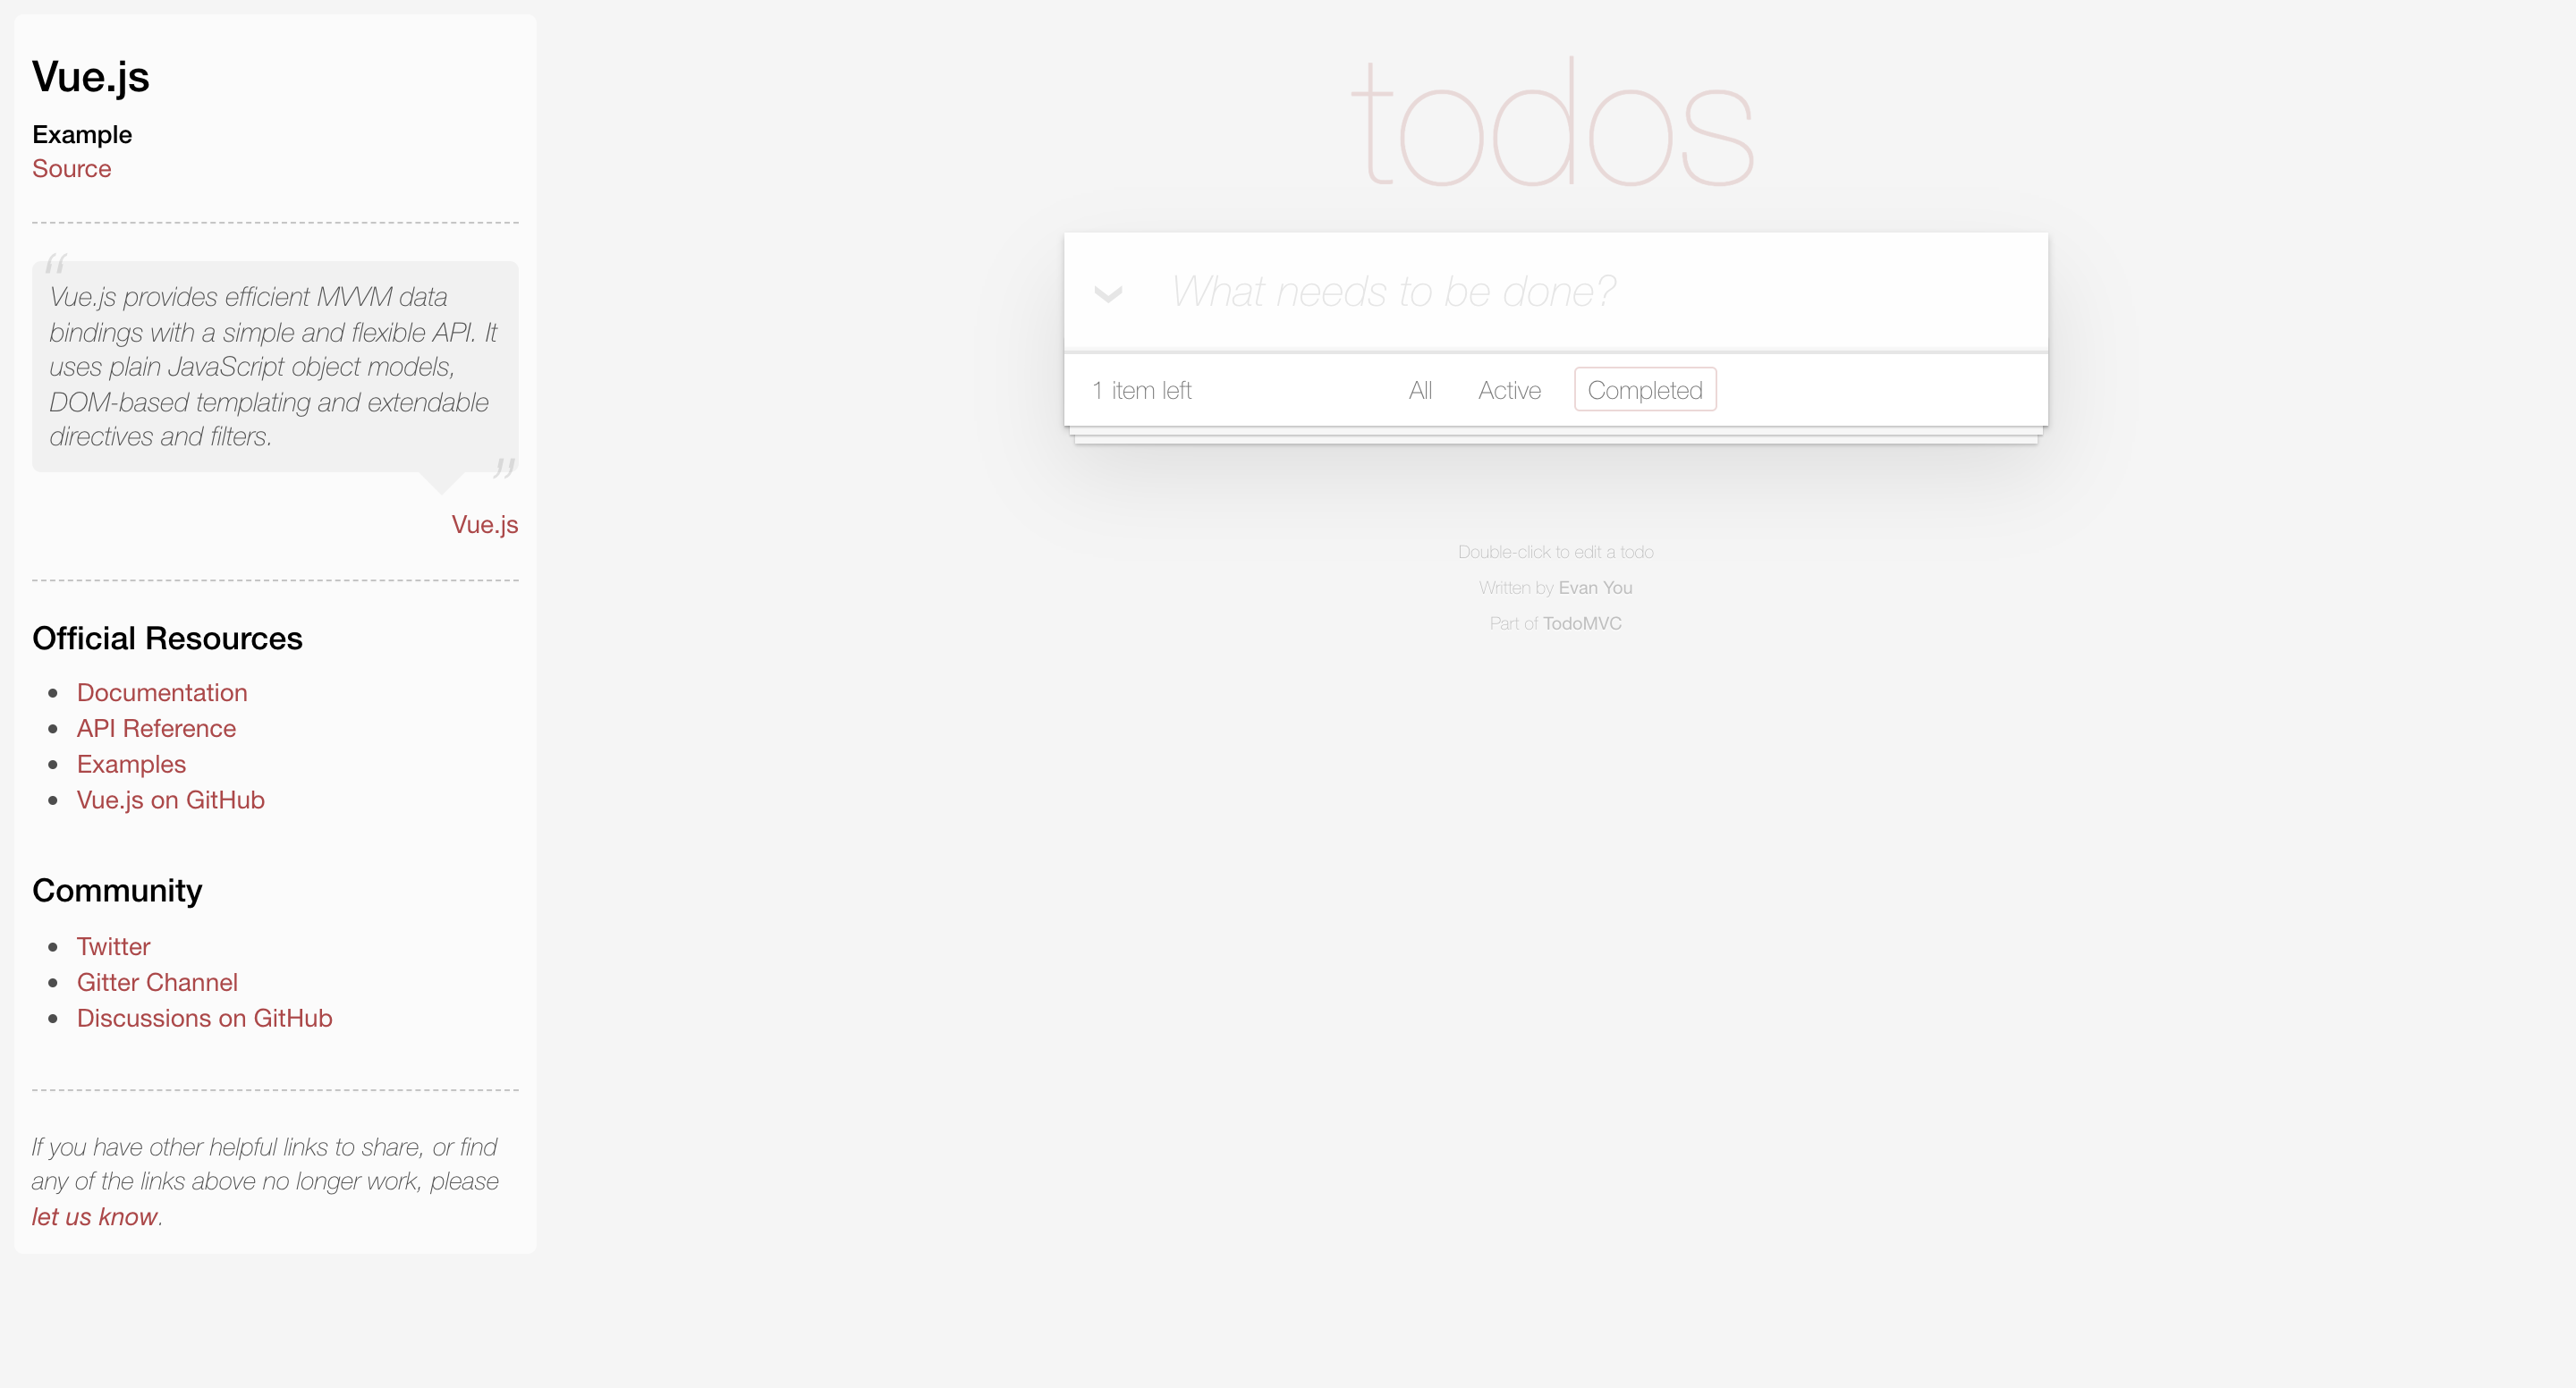 Vue.js
Example
Source
“
Vue.js provides efficient MVVM data
bindings with a simple and flexible API. It
uses plain JavaScript object models,
DOM-based templating and extendable
directives and filters.
”
Vue.js
Official Resources
Documentation
API Reference
Examples
Vue.js on GitHub
Community
Twitter
Gitter Channel
Discussions on GitHub
If you have other helpful links to share, or find
any of the links above no longer work, please
let us know.
todos
What needs to be done?
1 item left All Active Completed
Double-click to edit a todo
Written by Evan You
Part of TodoMVC